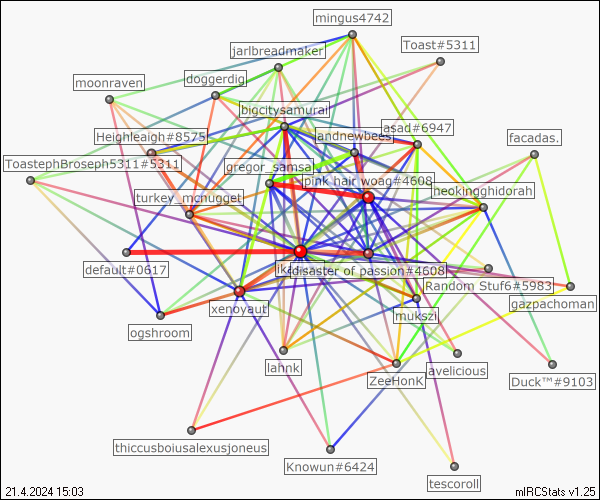 mingus4742
Toast#5311
jarlbreadmaker
doggerdig
moonraven
bigcitysamurai
asad#6947
Heighleaigh#8575
andnewbees
facadas.
ToastephBroseph5311#5311
gregor_samsa
pink hair woag#4608
heokingghidorah
turkey_mcnugget
default#0617
disaster of passion#4608
Random Stuf6#5983
gazpachoman
xenoyaut
mukszi
ogshroom
lahnk
avelicious
ZeeHonK
Duck™#9103
thiccusboiusalexusjoneus
Knowun#6424
tescoroll
21.4.2024 15:03
mIRCStats v1.25